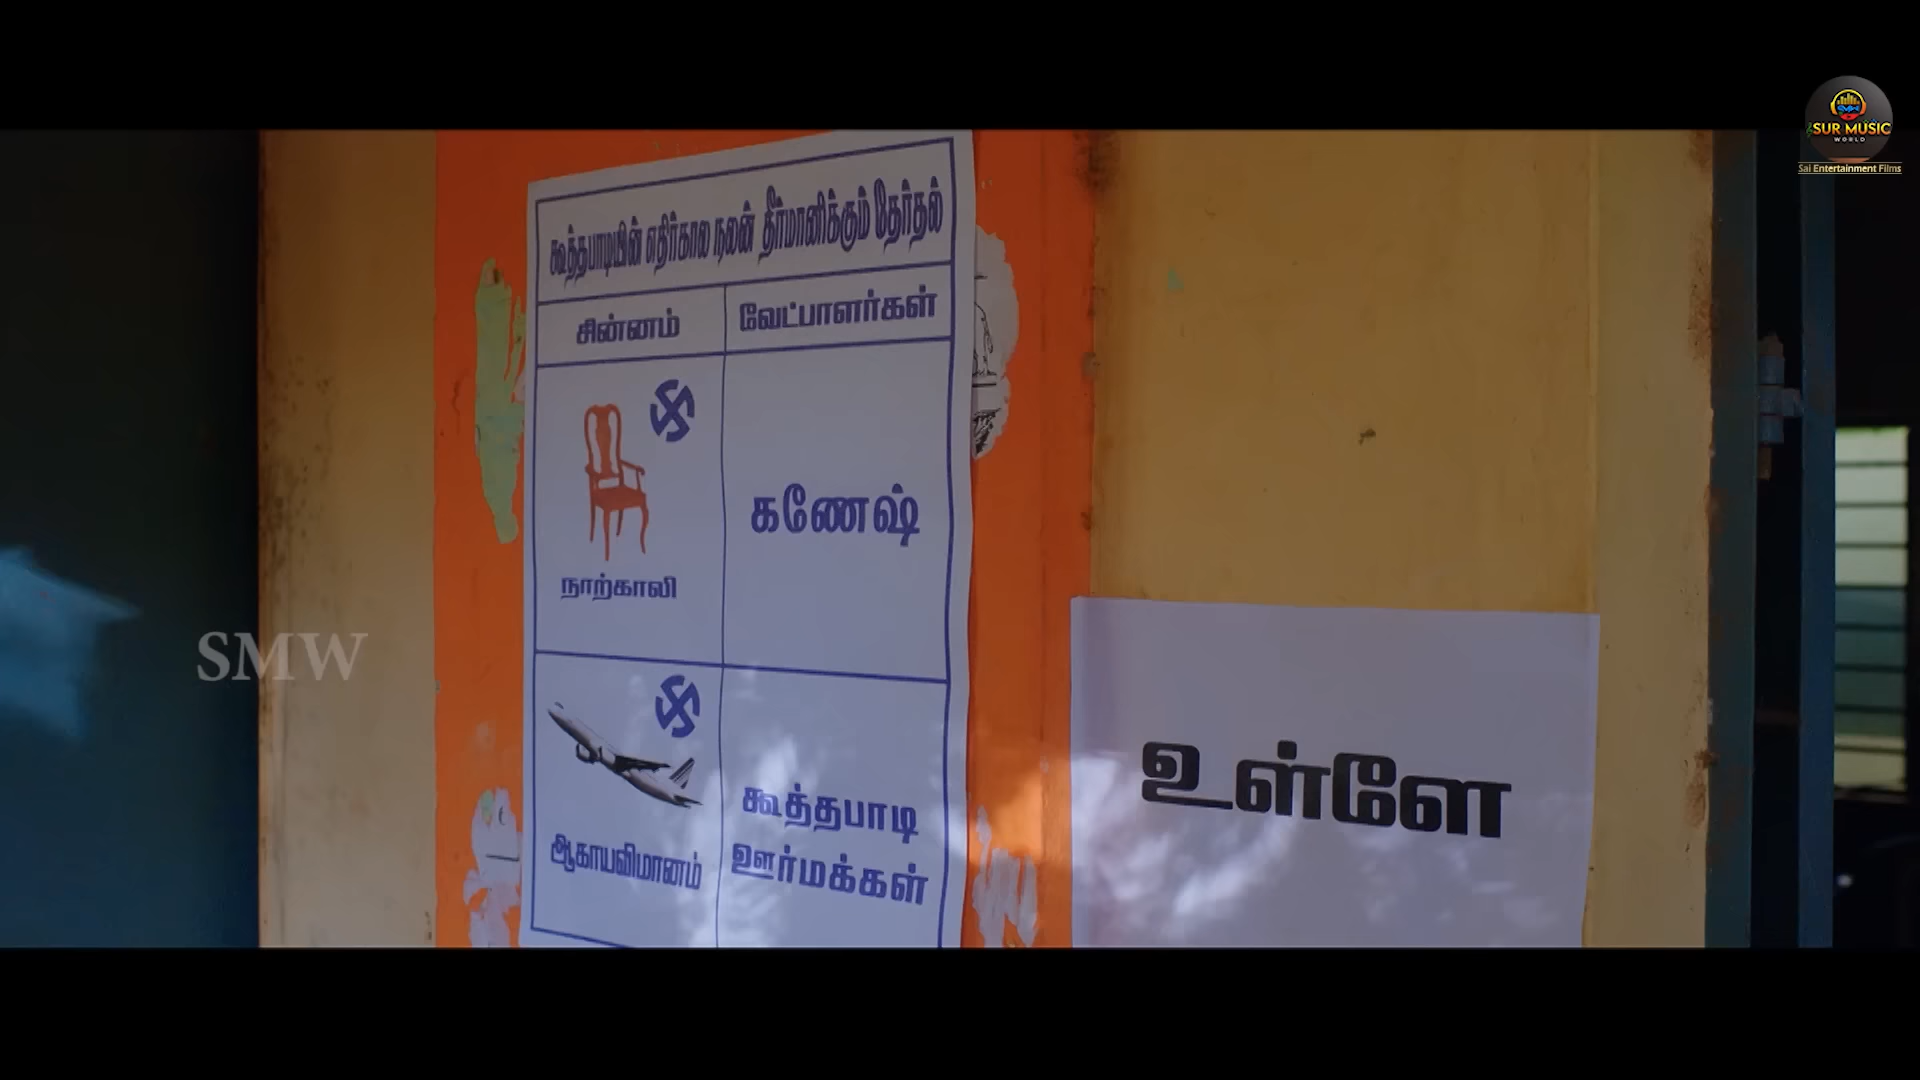 கூத்தபாடியின் எதிர்கால நலன் தீர்மானிக்கும் தேர்தல்
சின்னம்
வேட்பாளர்கள்
நாற்காலி
கணேஷ்
ஆகாயவிமானம்
கூத்தபாடி
ஊர்மக்கள்
உள்ளே
SMW
SUR MUSIC
WORLD
Sai Entertainment Films